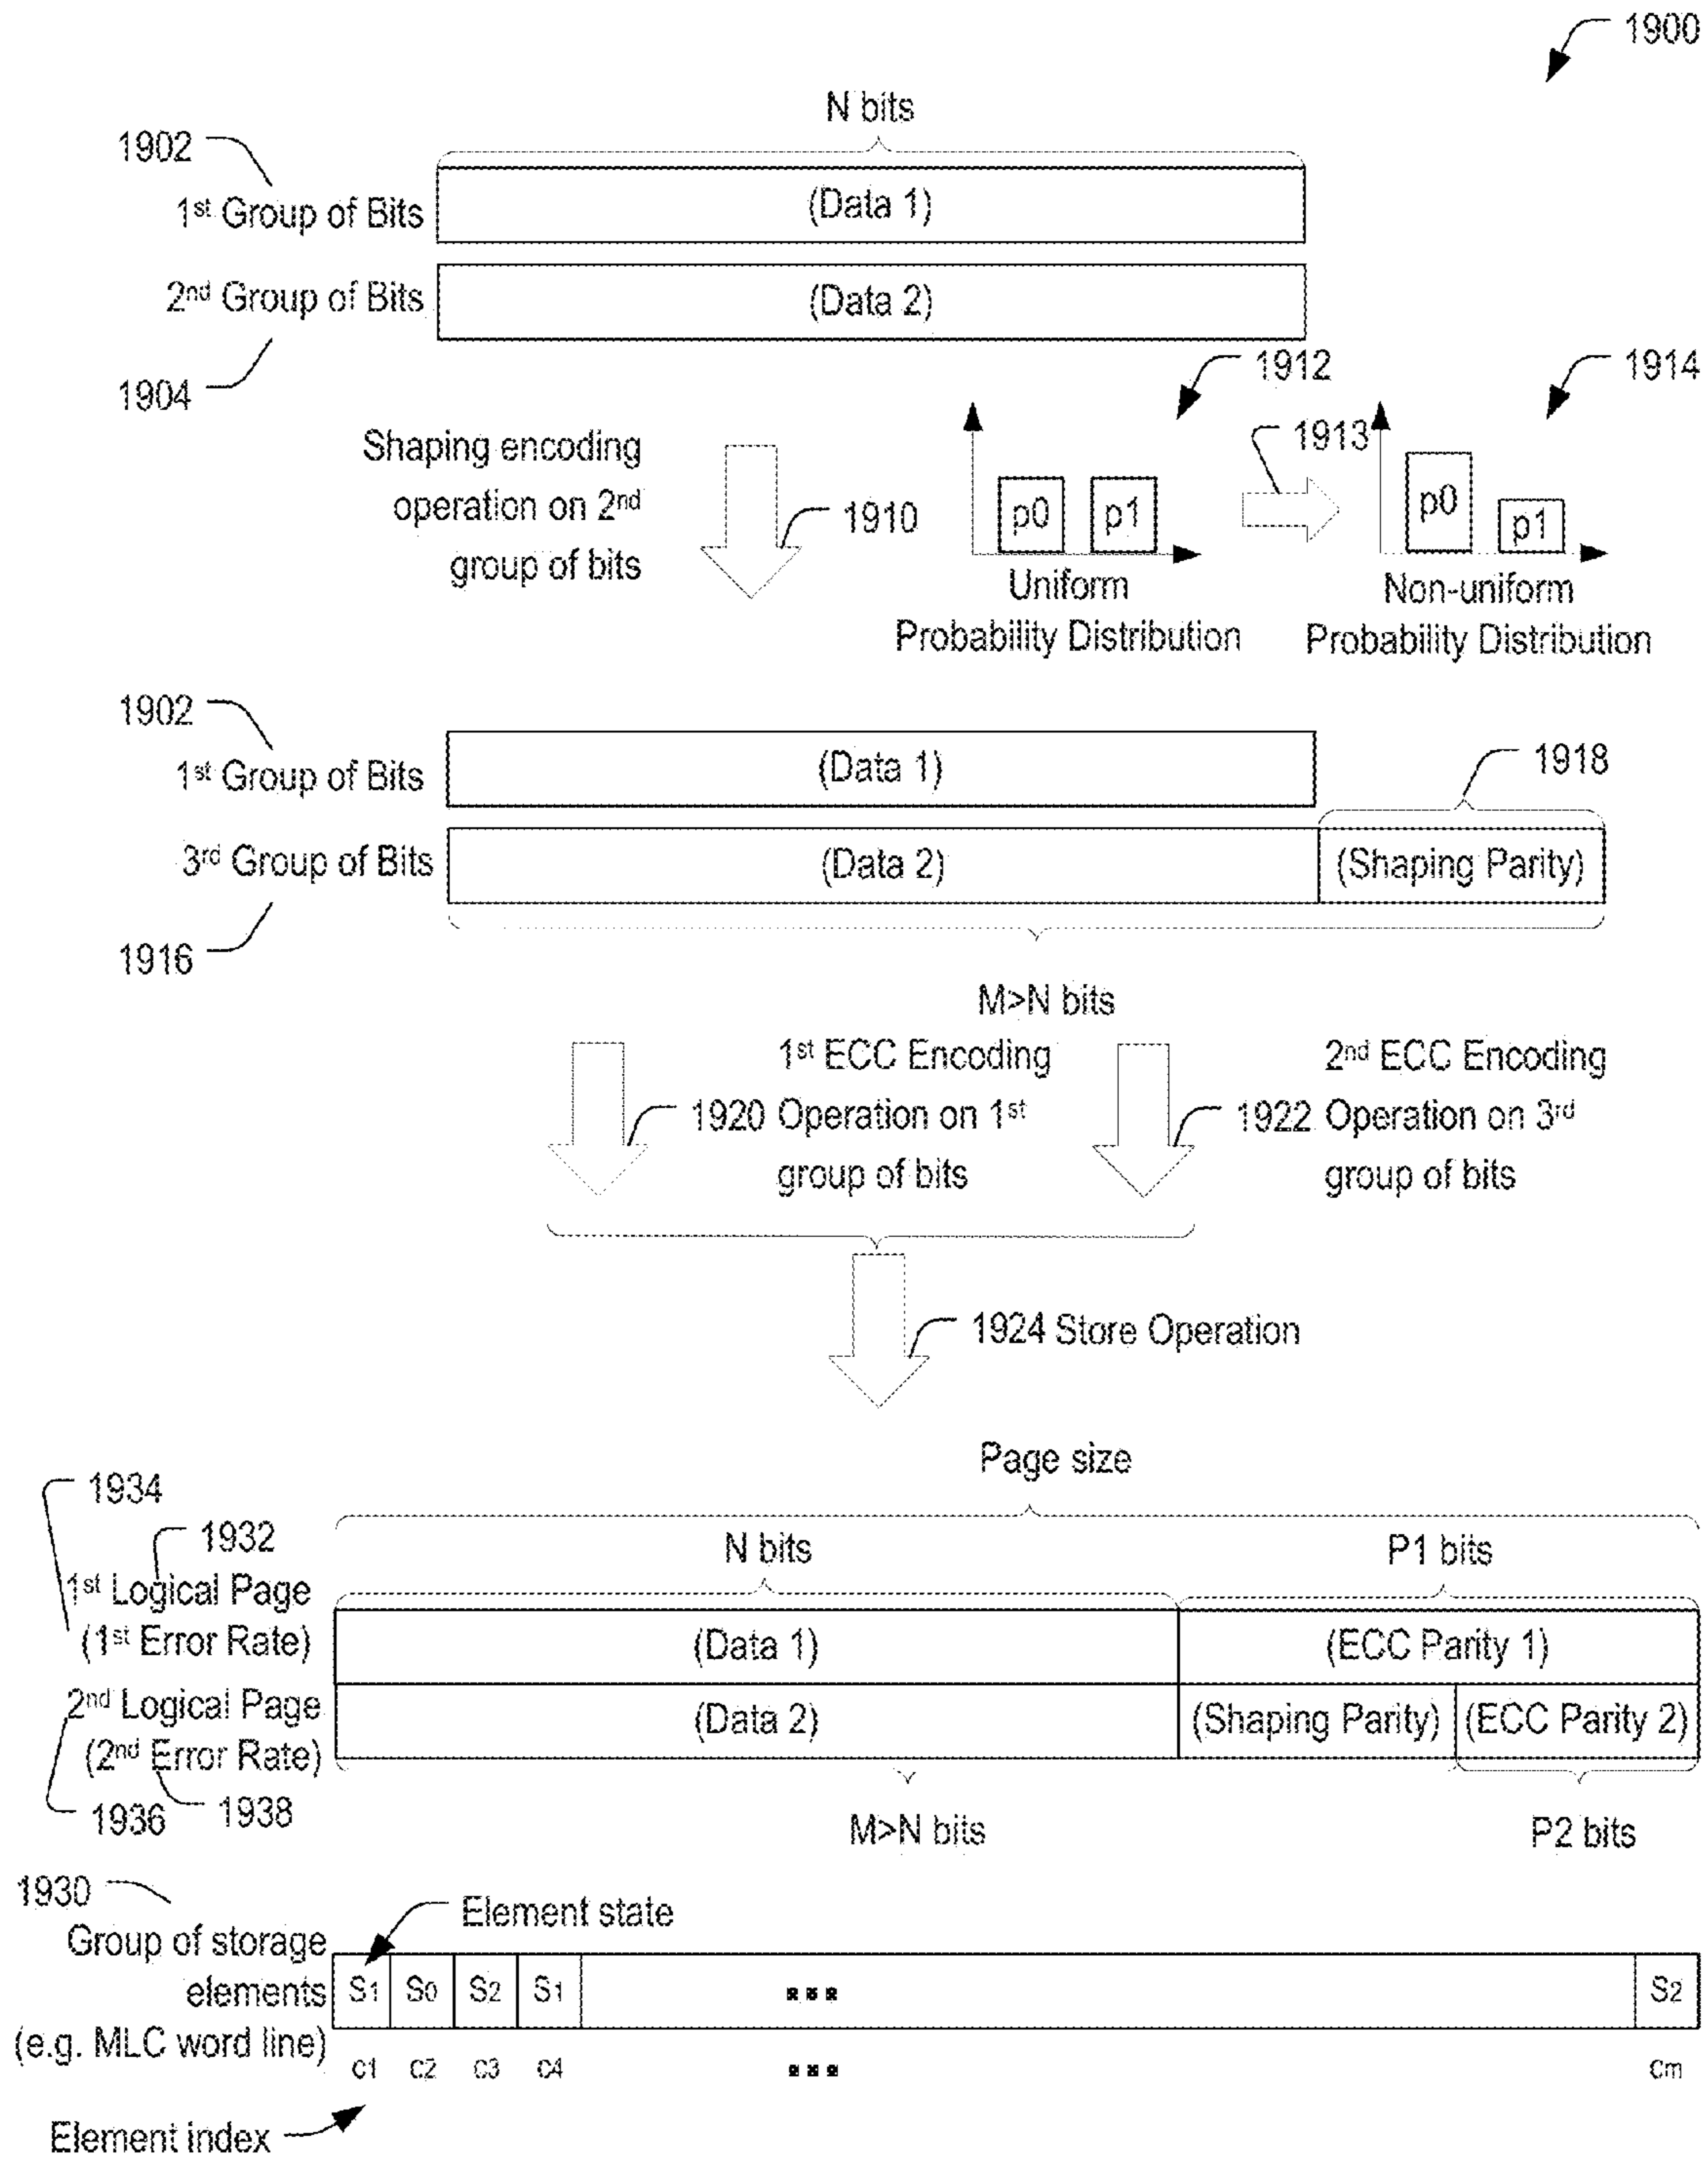 1900
N bits
1902
1st Group of Bits
(Data 1)
2nd Group of Bits
(Data 2)
1904
1912
1914
Shaping encoding
operation on 2nd
group of bits
1910
p0
p1
1913
p0
p1
Uniform
Probability Distribution
Non-uniform
Probability Distribution
1902
1st Group of Bits
(Data 1)
1918
3rd Group of Bits
(Data 2)
(Shaping Parity)
1916
M>N bits
1st ECC Encoding
1920 Operation on 1st
group of bits
2nd ECC Encoding
1922 Operation on 3rd
group of bits
1924 Store Operation
Page size
1934
1932
N bits
P1 bits
1st Logical Page
(1st Error Rate)
(Data 1)
(ECC Parity 1)
2nd Logical Page
(2nd Error Rate)
(Data 2)
(Shaping Parity)
(ECC Parity 2)
1936
1938
M>N bits
P2 bits
1930
Element state
Group of storage
elements
(e.g. MLC word line)
S1 S0 S2 S1 ... S2
c1 c2 c3 c4 ... cm
Element index